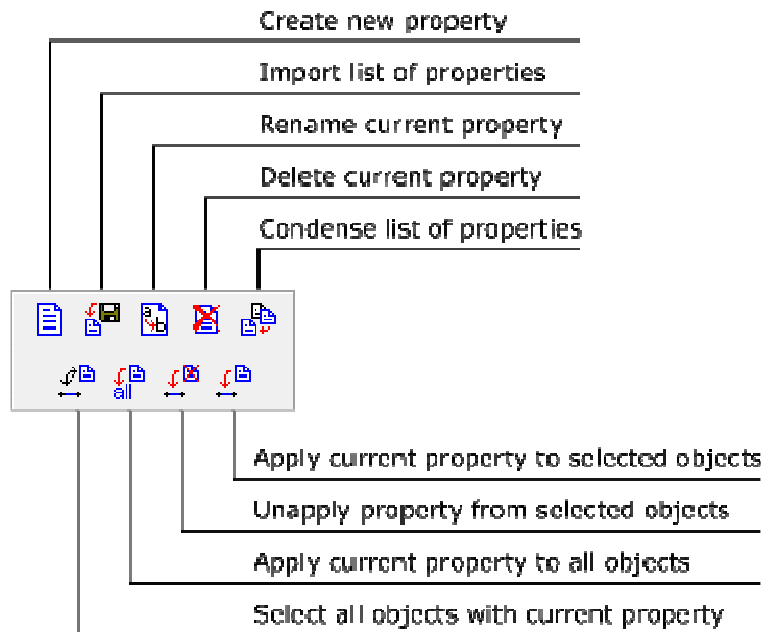 Create new property
Import list of properties
Rename current property
Delete current property
Condense list of properties
a
b
all
Apply current property to selected objects
Unapply property from selected objects
Apply current property to all objects
Select all objects with current property